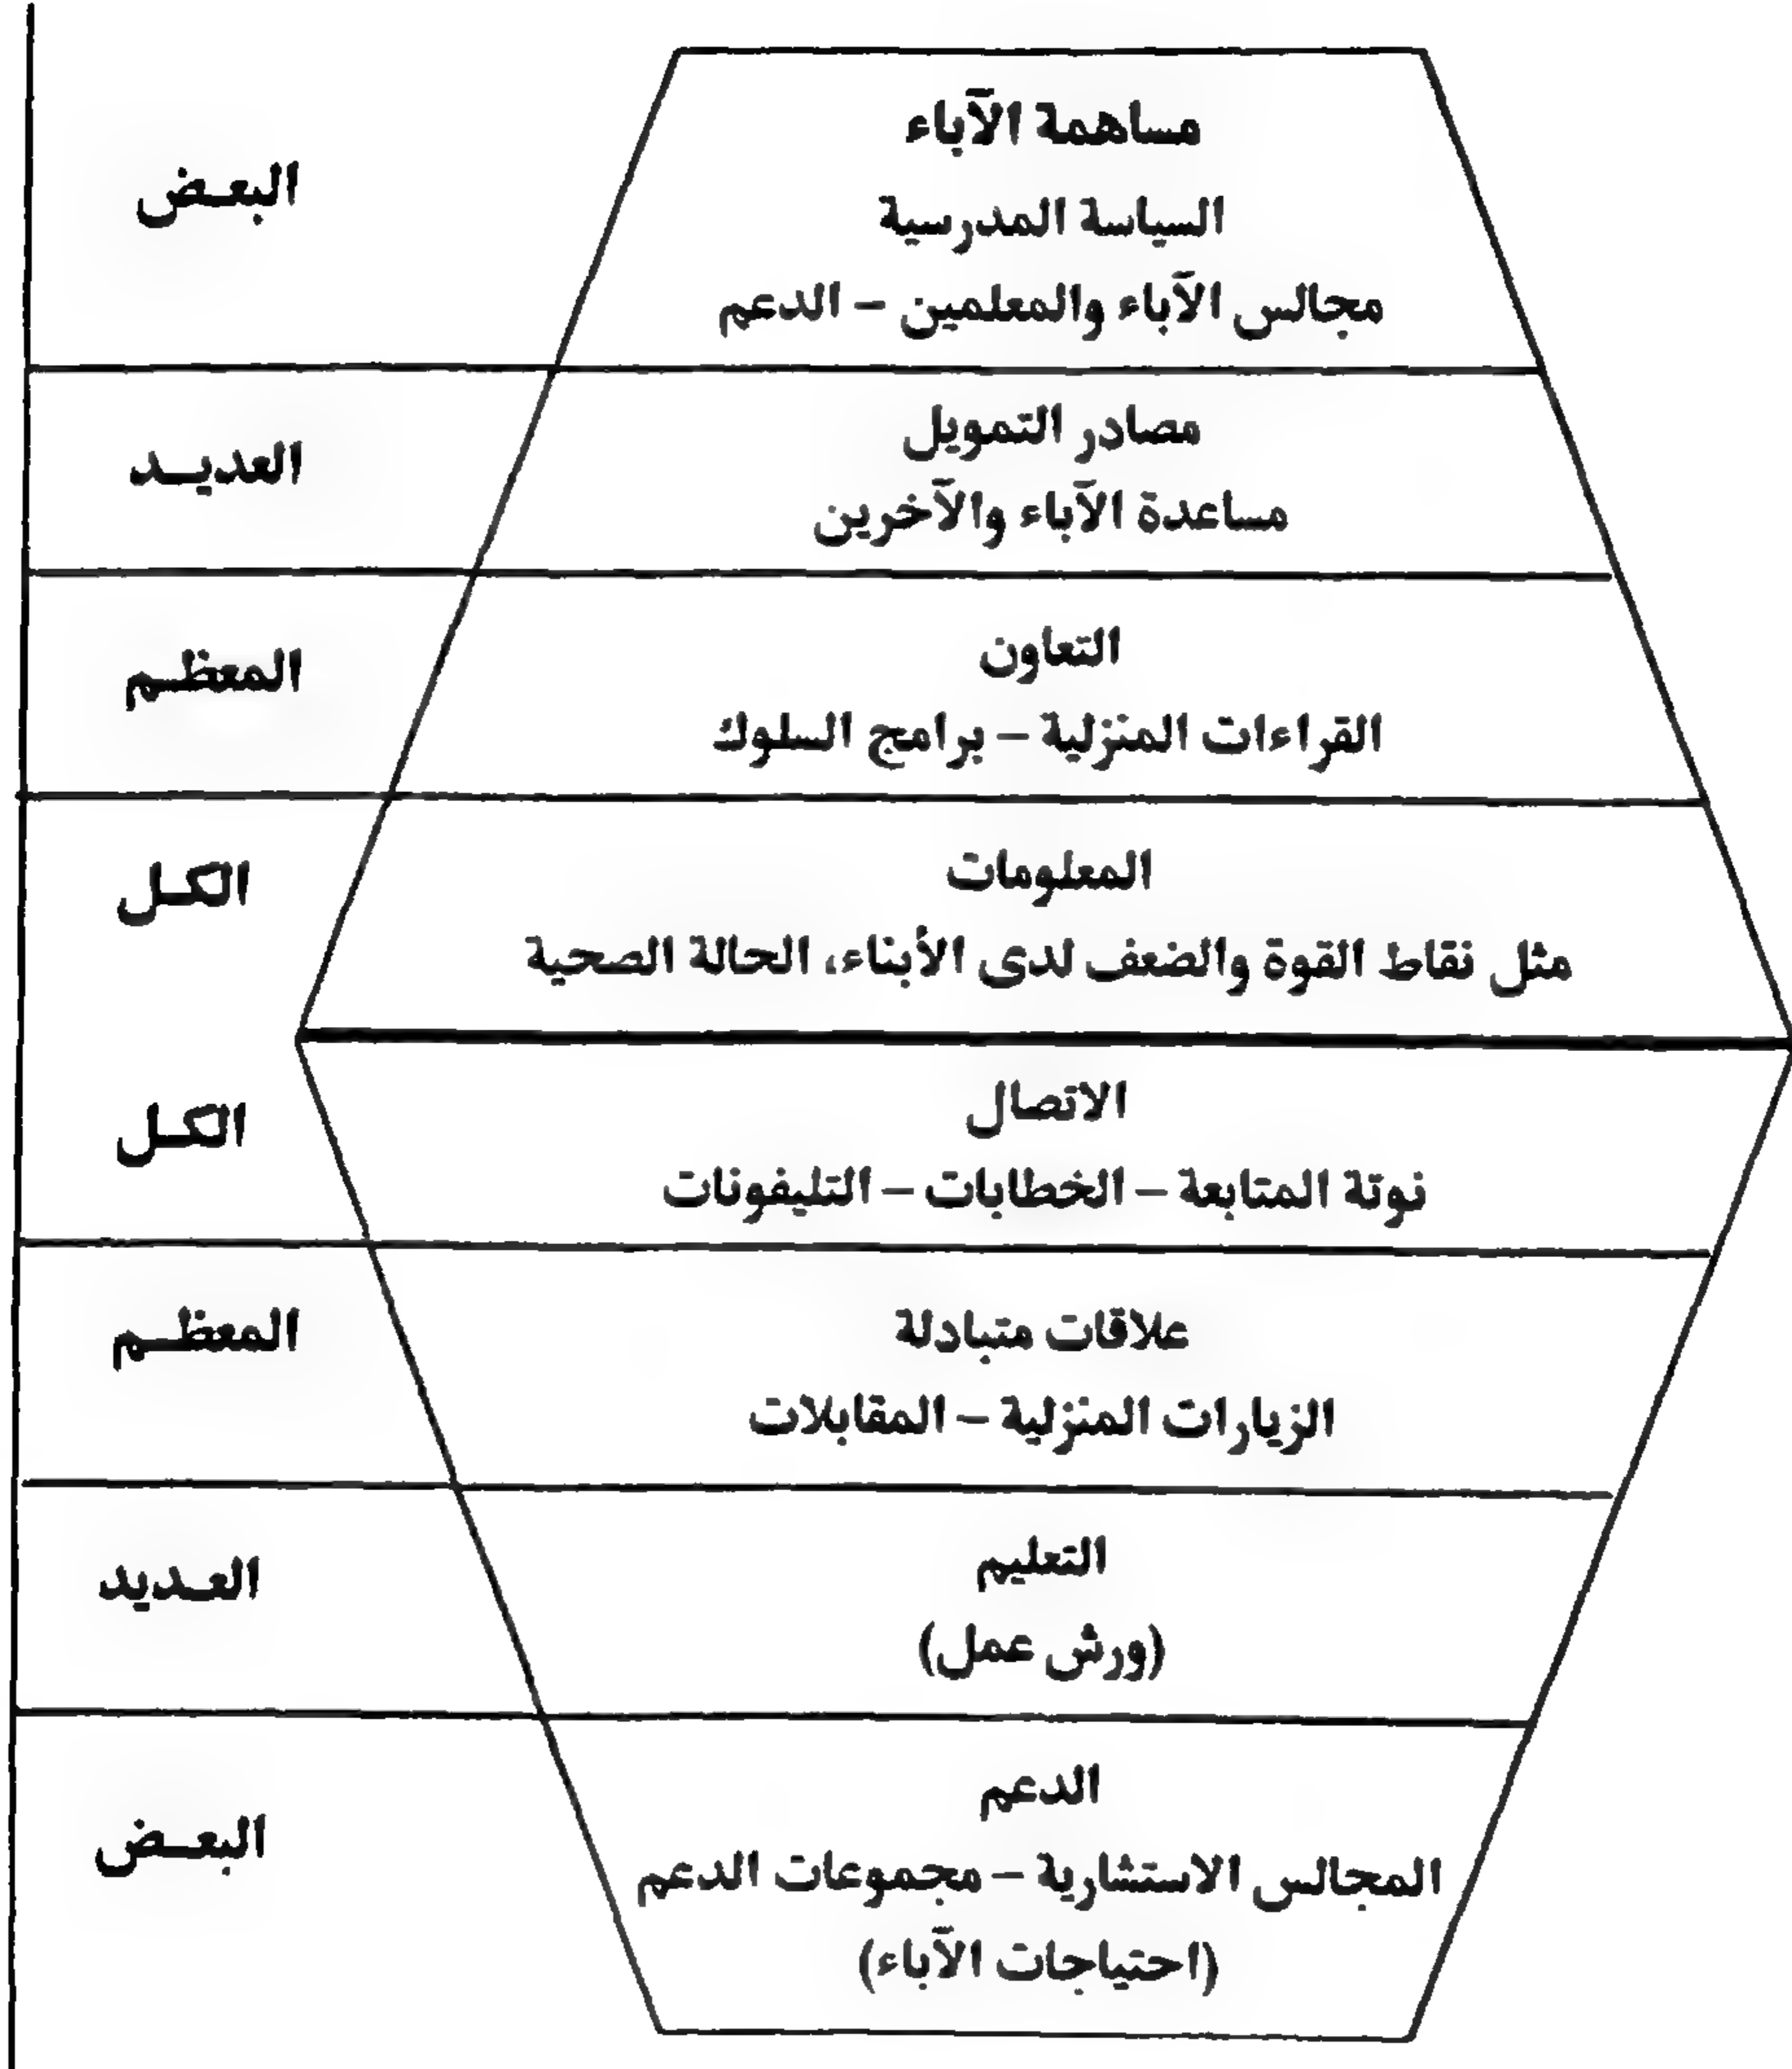 مساهمة الآباء
السياسة المدرسية
مجالس الآباء والمعلمين – الدعم
البعض
مصادر التمويل
مساعدة الآباء والآخرين
العديد
التعاون
القراءات المنزلية – برامج السلوك
المعظم
المعلومات
مثل نقاط القوة والضعف لدى الأبناء، الحالة الصحية
الكل
الاتصال
نوتة المتابعة – الخطابات – التليفونات
الكل
علاقات متبادلة
الزيارات المنزلية – المقابلات
المعظم
التعليم
(ورش عمل)
العديد
الدعم
المجالس الاستشارية – مجموعات الدعم
(احتياجات الآباء)
البعض